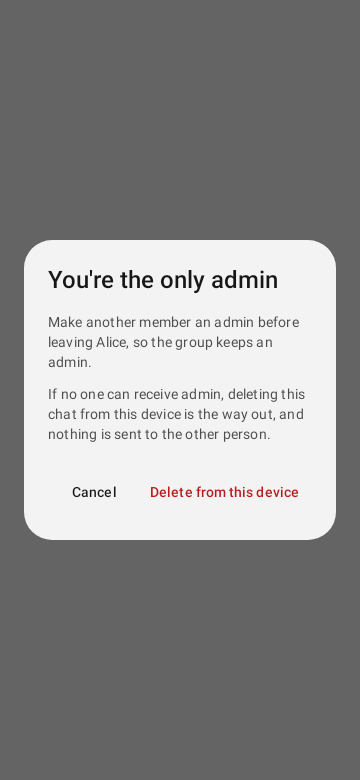 You're the only admin
Make another member an admin before
leaving Alice, so the group keeps an
admin.
If no one can receive admin, deleting this
chat from this device is the way out, and
nothing is sent to the other person.
Cancel
Delete from this device